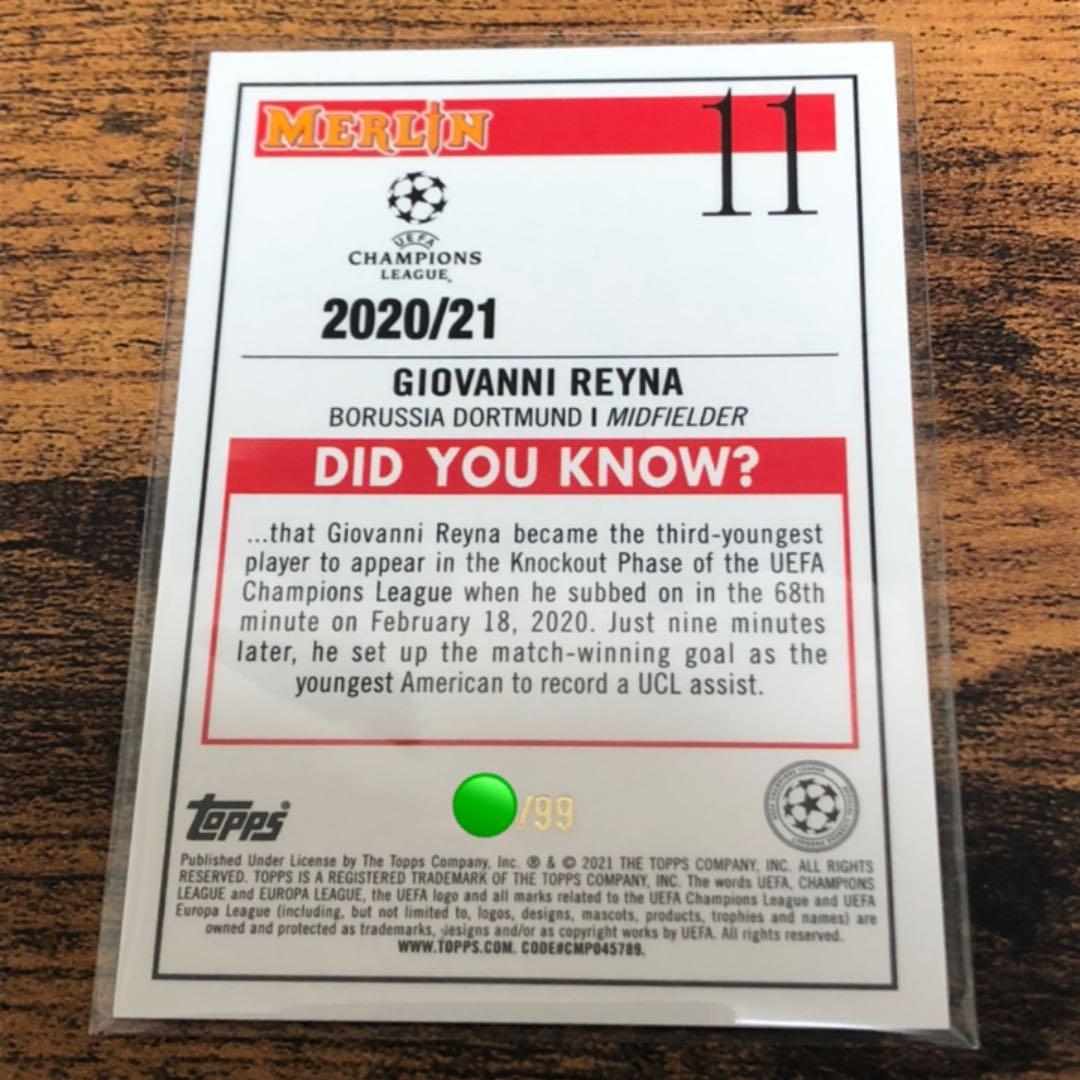 MERLIN
11
UEFA
CHAMPIONS
LEAGUE
2020/21
GIOVANNI REYNA
BORUSSIA DORTMUND I MIDFIELDER
DID YOU KNOW?
...that Giovanni Reyna became the third-youngest
player to appear in the Knockout Phase of the UEFA
Champions League when he subbed on in the 68th
minute on February 18, 2020. Just nine minutes
later, he set up the match-winning goal as the
youngest American to record a UCL assist.
topps
/99
Published Under License by The Topps Company, Inc. ® & © 2021 THE TOPPS COMPANY, INC. ALL RIGHTS
RESERVED. TOPPS IS A REGISTERED TRADEMARK OF THE TOPPS COMPANY, INC. The words UEFA, CHAMPIONS
LEAGUE and EUROPA LEAGUE, the UEFA logo and all marks related to the UEFA Champions League and UEFA
Europa League (including, but not limited to, logos, designs, mascots, products, trophies and names) are
owned and protected as trademarks, designs and/or as copyright works by UEFA. All rights reserved.
WWW.TOPPS.COM. CODE#CMP045789.